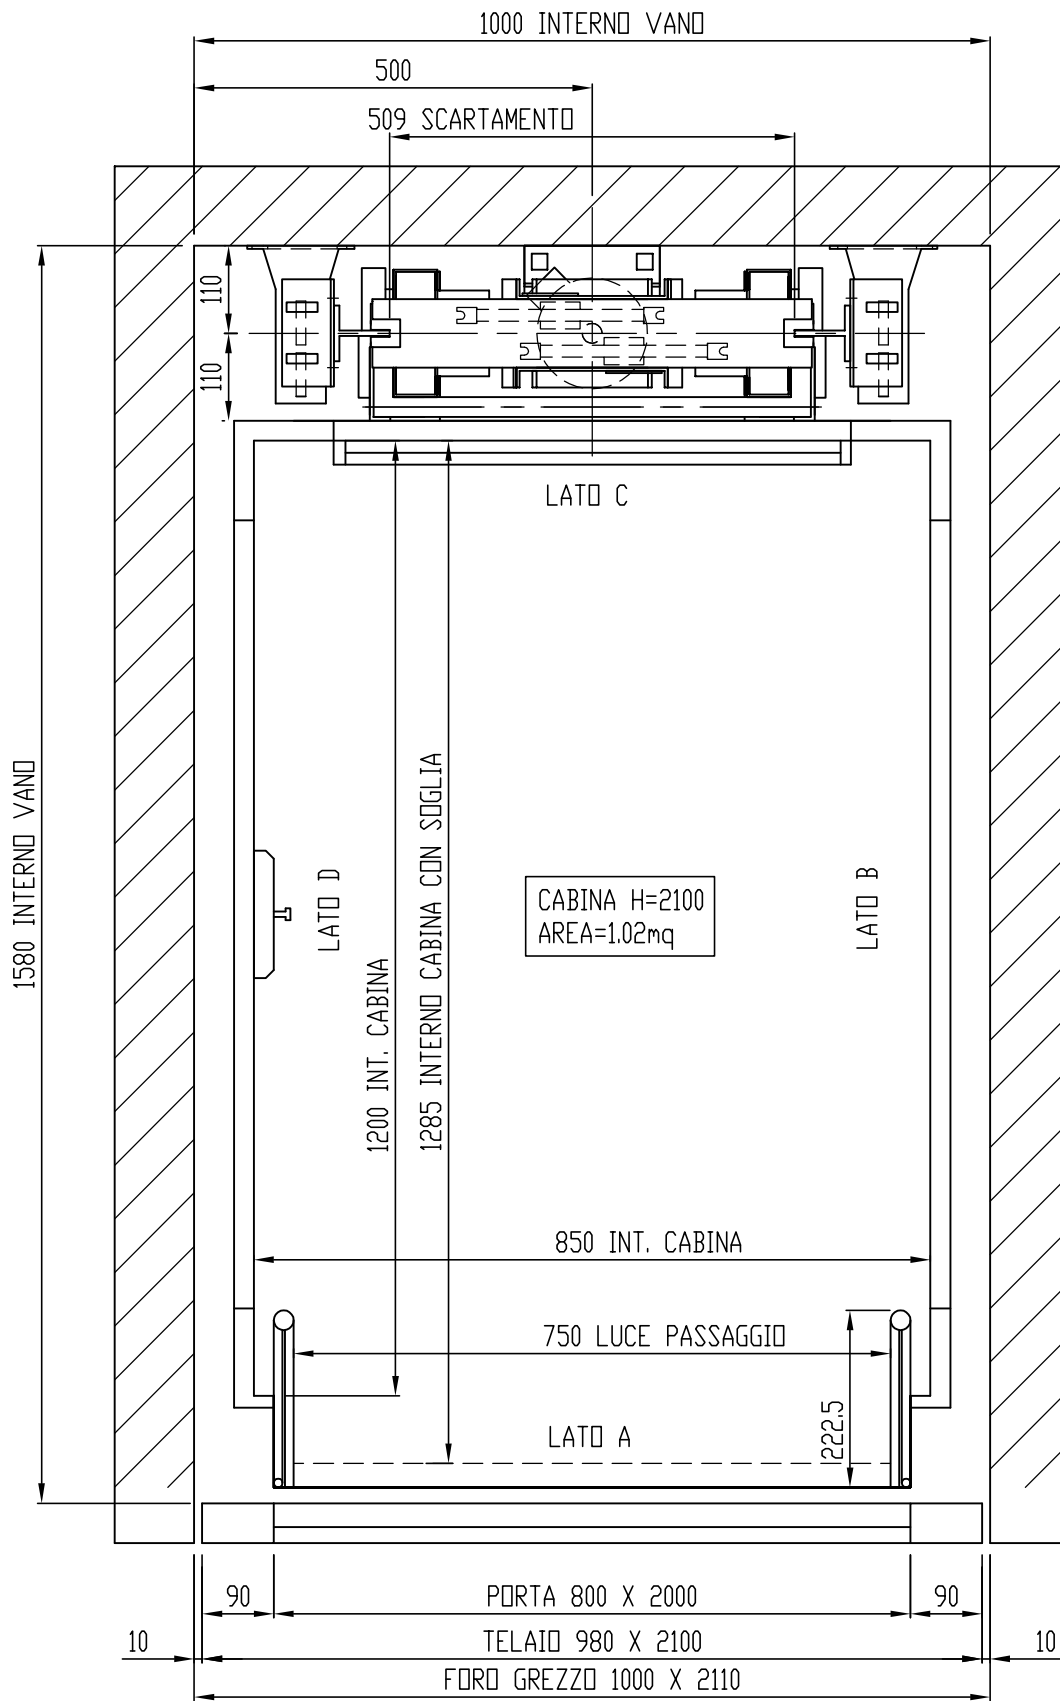 1000 INTERNO VANO
500
509 SCARTAMENTO
110
110
LATO C
1580 INTERNO VANO
LATO D
1200 INT. CABINA
1285 INTERNO CABINA CON SOGLIA
CABINA H=2100
AREA=1.02mq
LATO B
850 INT. CABINA
750 LUCE PASSAGGIO
222.5
LATO A
90
PORTA 800 X 2000
90
10
TELAIO 980 X 2100
10
FORO GREZZO 1000 X 2110